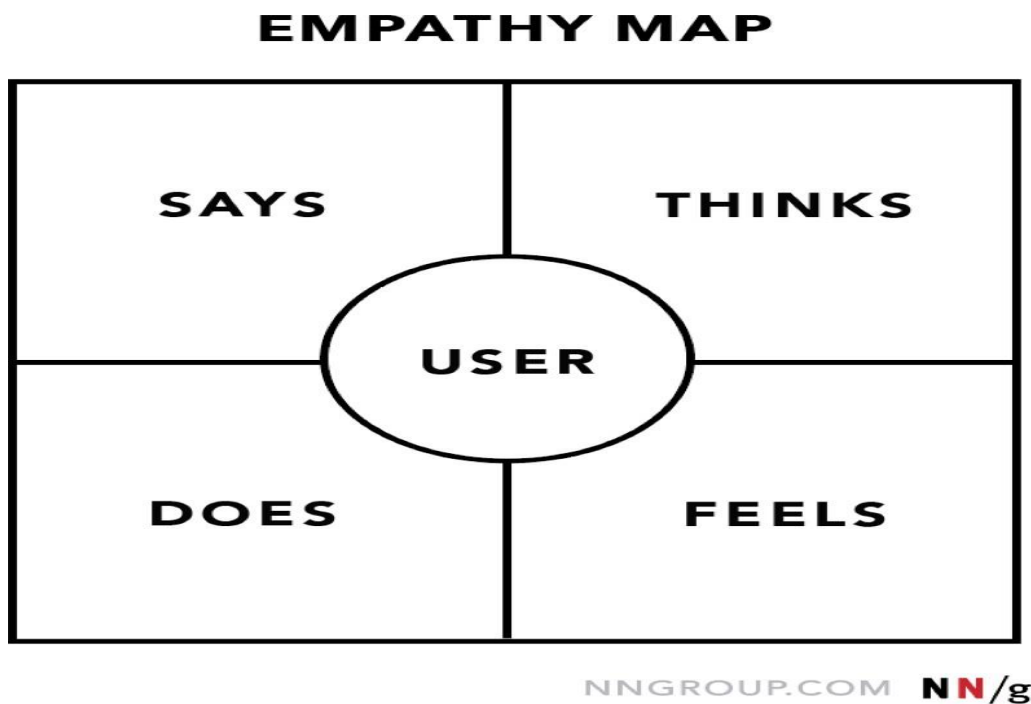 EMPATHY MAP
SAYS
THINKS
USER
DOES
FEELS
NNGROUP.COM NN/g